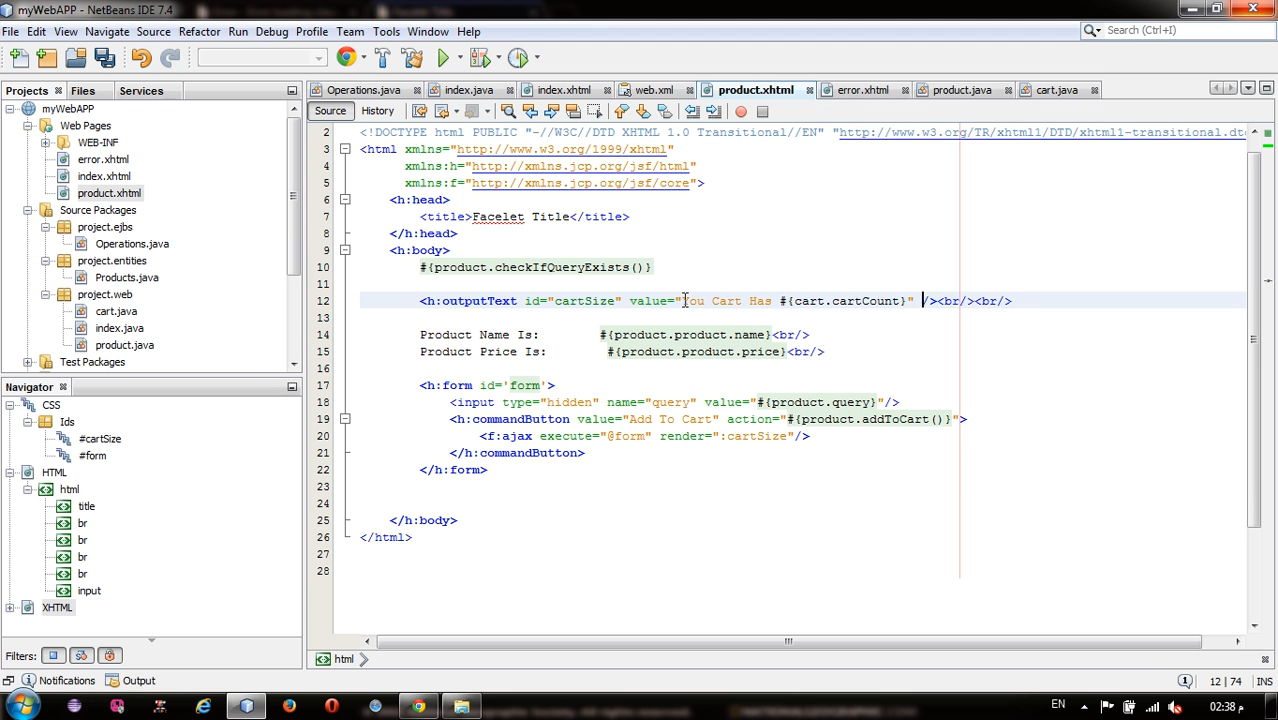 myWebAPP - NetBeans IDE 7.4
File Edit View Navigate Source Refactor Run Debug Profile Team Tools Window Help
Search (Ctrl+I)
Projects Files Services
Operations.java index.java index.xhtml web.xml product.xhtml error.xhtml product.java cart.java
Source History
myWebAPP
Web Pages
WEB-INF
error.xhtml
index.xhtml
product.xhtml
Source Packages
project.ejbs
Operations.java
project.entities
Products.java
project.web
cart.java
index.java
product.java
Test Packages
Navigator
CSS
Ids
#cartSize
#form
HTML
html
title
br
br
br
br
input
XHTML
Filters:
2 <!DOCTYPE html PUBLIC "-//W3C//DTD XHTML 1.0 Transitional//EN" "http://www.w3.org/TR/xhtml1/DTD/xhtml1-transitional.dt
3 <html xmlns="http://www.w3.org/1999/xhtml"
4 xmlns:h="http://xmlns.jcp.org/jsf/html"
5 xmlns:f="http://xmlns.jcp.org/jsf/core">
6 <h:head>
7 <title>Facelet Title</title>
8 </h:head>
9 <h:body>
10 #{product.checkIfQueryExists()}
11
12 <h:outputText id="cartSize" value="You Cart Has #{cart.cartCount}" /><br/><br/>
13
14 Product Name Is: #{product.product.name}<br/>
15 Product Price Is: #{product.product.price}<br/>
16
17 <h:form id='form'>
18 <input type="hidden" name="query" value="#{product.query}"/>
19 <h:commandButton value="Add To Cart" action="#{product.addToCart()}">
20 <f:ajax execute="@form" render=":cartSize"/>
21 </h:commandButton>
22 </h:form>
23
24
25 </h:body>
26 </html>
27
28
html
Notifications Output
12 | 74 INS
EN
02:38 م